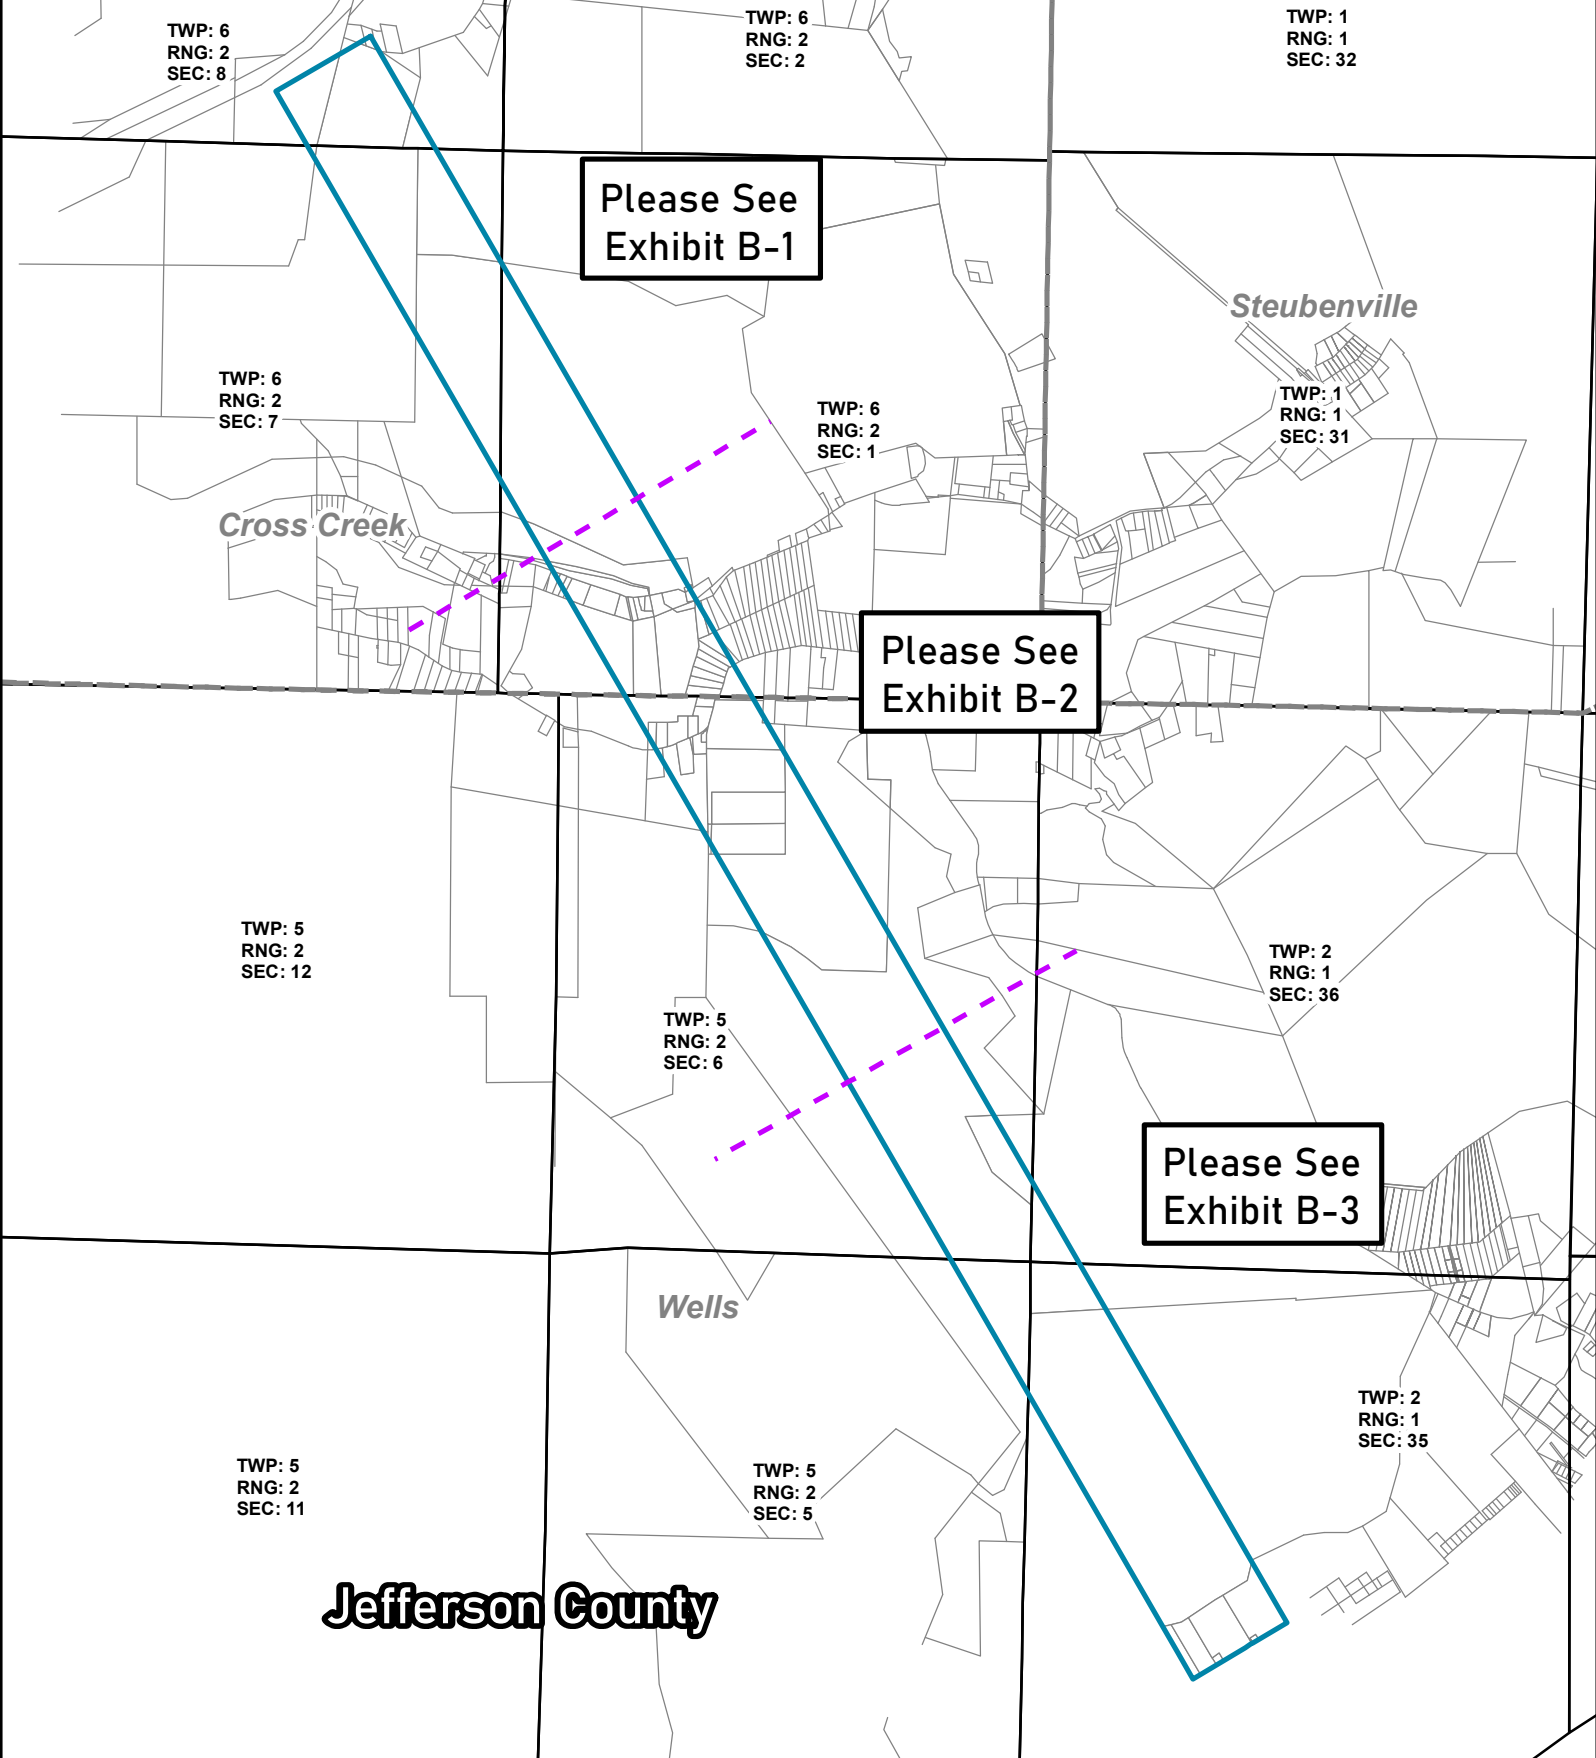 TWP: 6
RNG: 2
SEC: 8
TWP: 6
RNG: 2
SEC: 2
TWP: 1
RNG: 1
SEC: 32
Please See
Exhibit B-1
Steubenville
TWP: 6
RNG: 2
SEC: 7
TWP: 6
RNG: 2
SEC: 1
TWP: 1
RNG: 1
SEC: 31
Cross Creek
Please See
Exhibit B-2
TWP: 5
RNG: 2
SEC: 12
TWP: 2
RNG: 1
SEC: 36
TWP: 5
RNG: 2
SEC: 6
Please See
Exhibit B-3
Wells
TWP: 2
RNG: 1
SEC: 35
TWP: 5
RNG: 2
SEC: 11
TWP: 5
RNG: 2
SEC: 5
Jefferson County